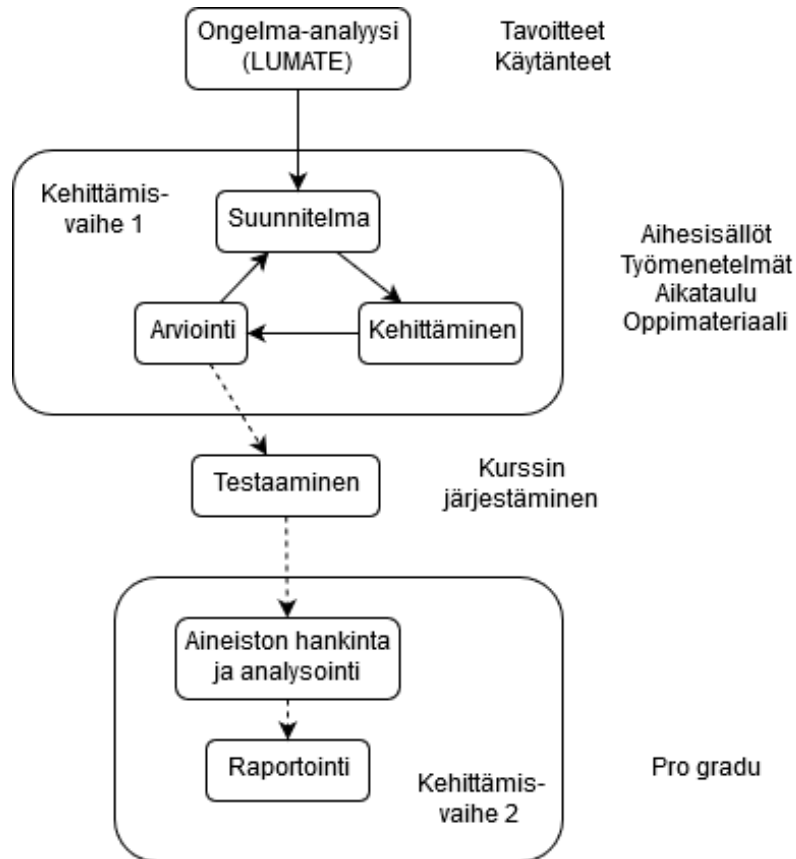 Ongelma-analyysi
(LUMATE)
Tavoitteet
Käytänteet
Kehittämis-
vaihe 1
Suunnitelma
Arviointi
Kehittäminen
Aihesisällöt
Työmenetelmät
Aikataulu
Oppimateriaali
Testaaminen
Kurssin
järjestäminen
Aineiston hankinta
ja analysointi
Raportointi
Kehittämis-
vaihe 2
Pro gradu